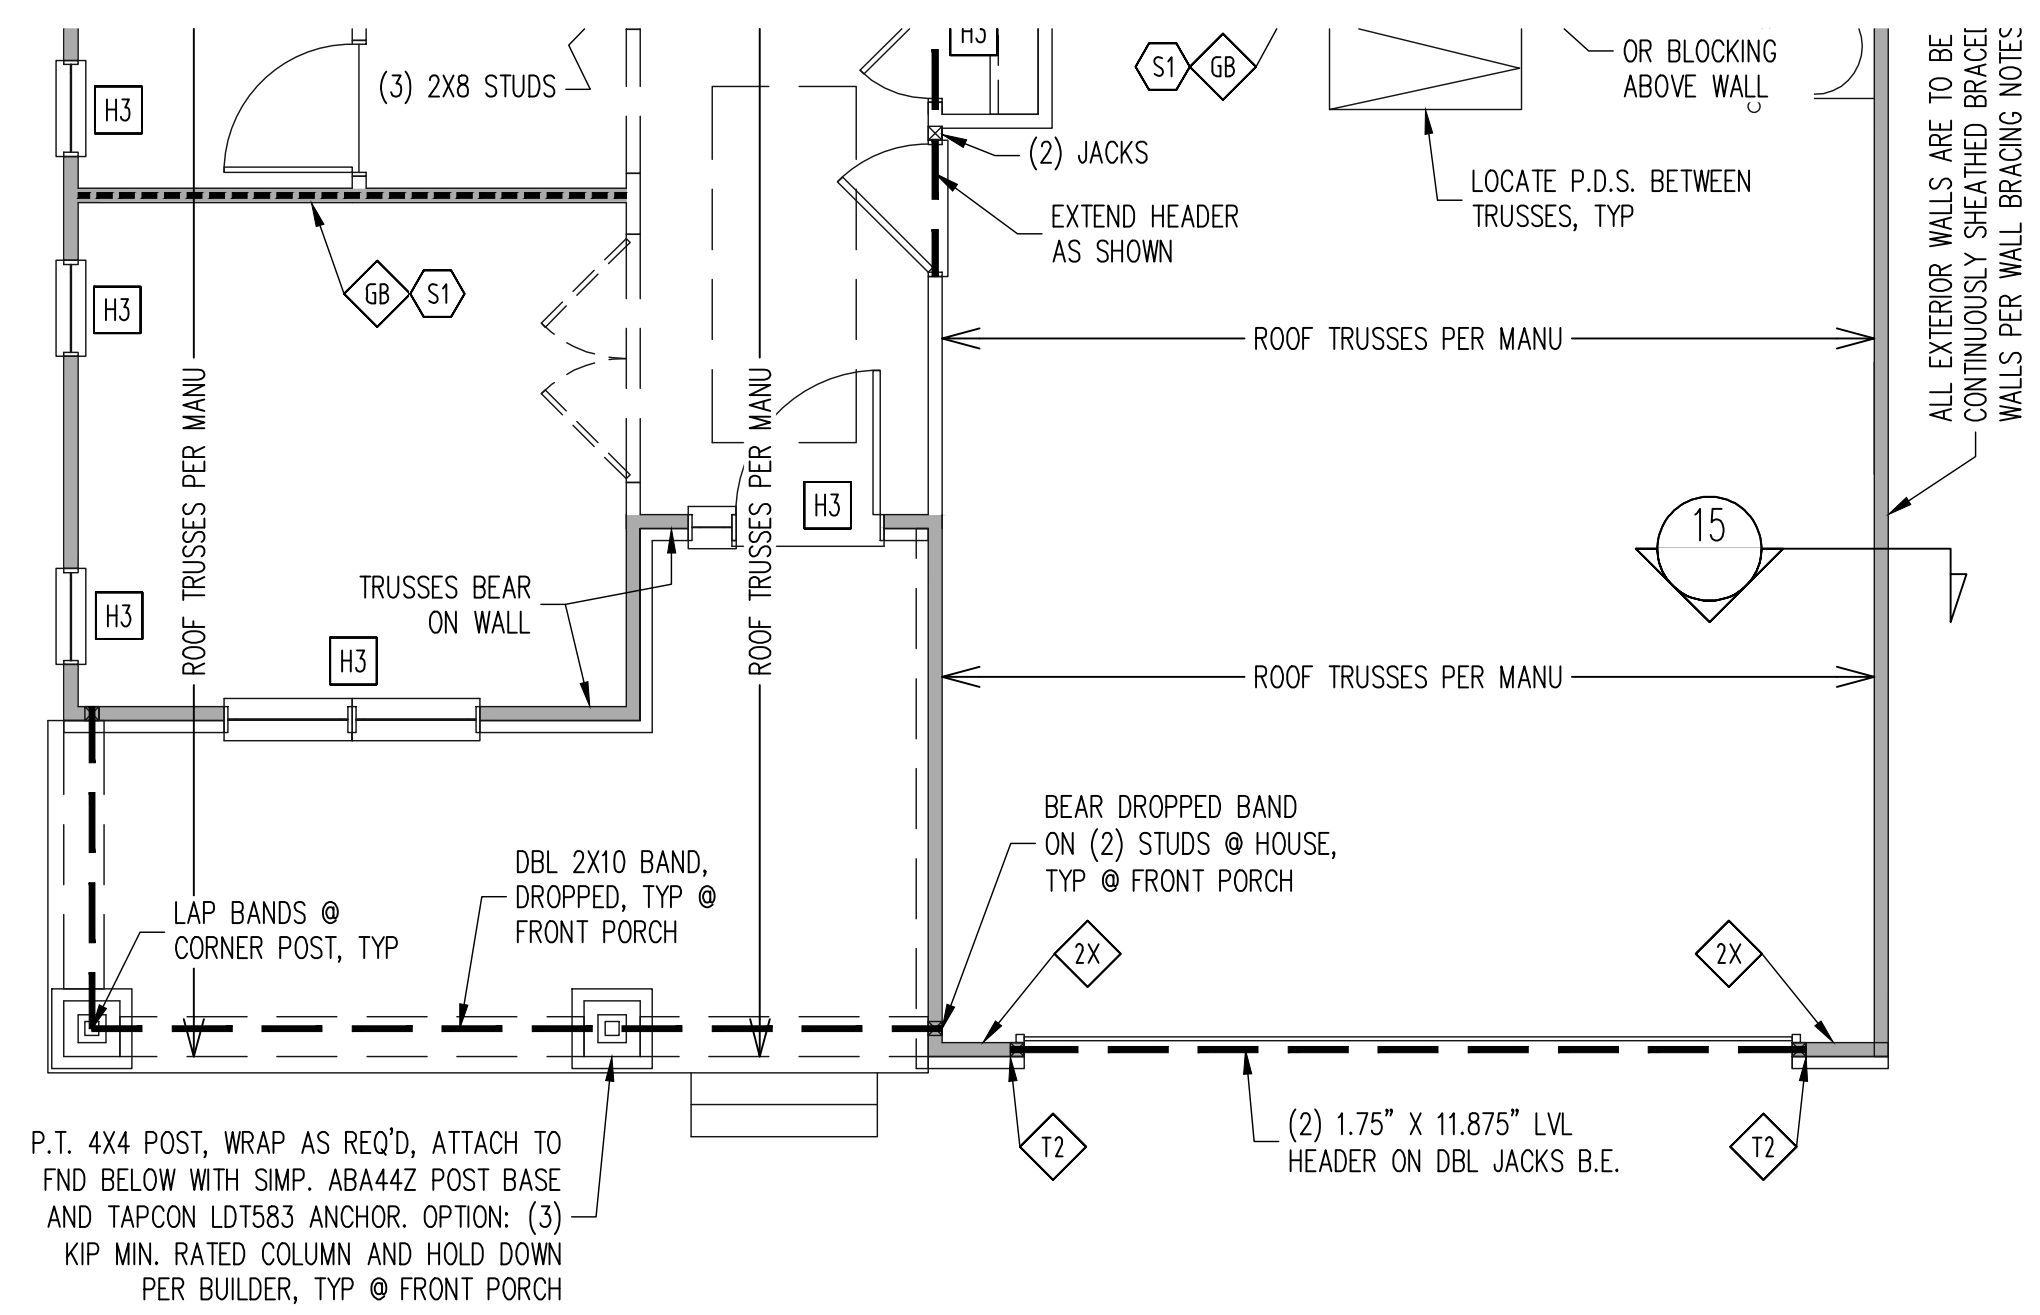 H3
(3) 2X8 STUDS
H3
S1
GB
OR BLOCKING
ABOVE WALL
ALL EXTERIOR WALLS ARE TO BE
CONTINUOUSLY SHEATHED BRACED
WALLS PER WALL BRACING NOTES
(2) JACKS
LOCATE P.D.S. BETWEEN
TRUSSES, TYP
EXTEND HEADER
AS SHOWN
H3
GB
S1
ROOF TRUSSES PER MANU
ROOF TRUSSES PER MANU
ROOF TRUSSES PER MANU
H3
15
TRUSSES BEAR
ON WALL
H3
H3
ROOF TRUSSES PER MANU
BEAR DROPPED BAND
ON (2) STUDS @ HOUSE,
TYP @ FRONT PORCH
DBL 2X10 BAND,
DROPPED, TYP @
FRONT PORCH
LAP BANDS @
CORNER POST, TYP
2X
2X
T2
T2
(2) 1.75” X 11.875” LVL
HEADER ON DBL JACKS B.E.
P.T. 4X4 POST, WRAP AS REQ'D, ATTACH TO
FND BELOW WITH SIMP. ABA44Z POST BASE
AND TAPCON LDT583 ANCHOR. OPTION: (3)
KIP MIN. RATED COLUMN AND HOLD DOWN
PER BUILDER, TYP @ FRONT PORCH